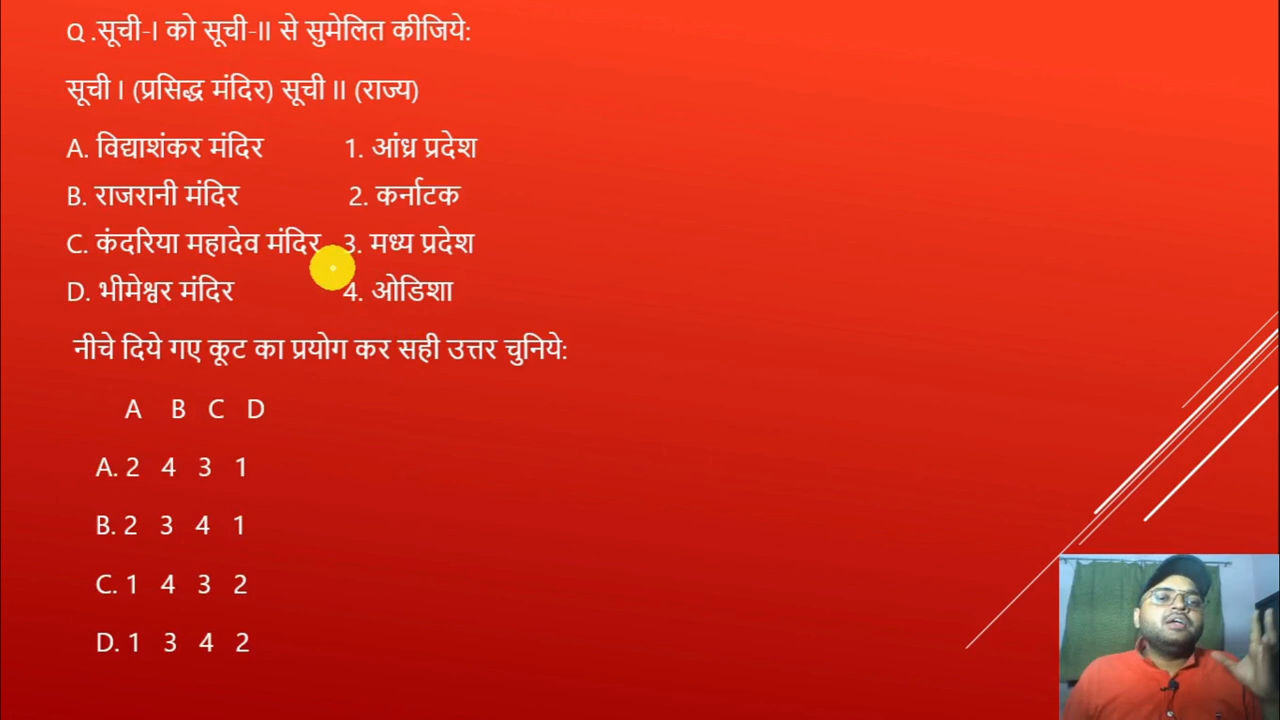 Q .सूची-I को सूची-II से सुमेलित कीजिये:
सूची I (प्रसिद्ध मंदिर) सूची II (राज्य)
A. विद्याशंकर मंदिर 1. आंध्र प्रदेश
B. राजरानी मंदिर 2. कर्नाटक
C. कंदरिया महादेव मंदिर 3. मध्य प्रदेश
D. भीमेश्वर मंदिर 4. ओडिशा
नीचे दिये गए कूट का प्रयोग कर सही उत्तर चुनिये:
A B C D
A. 2 4 3 1
B. 2 3 4 1
C. 1 4 3 2
D. 1 3 4 2